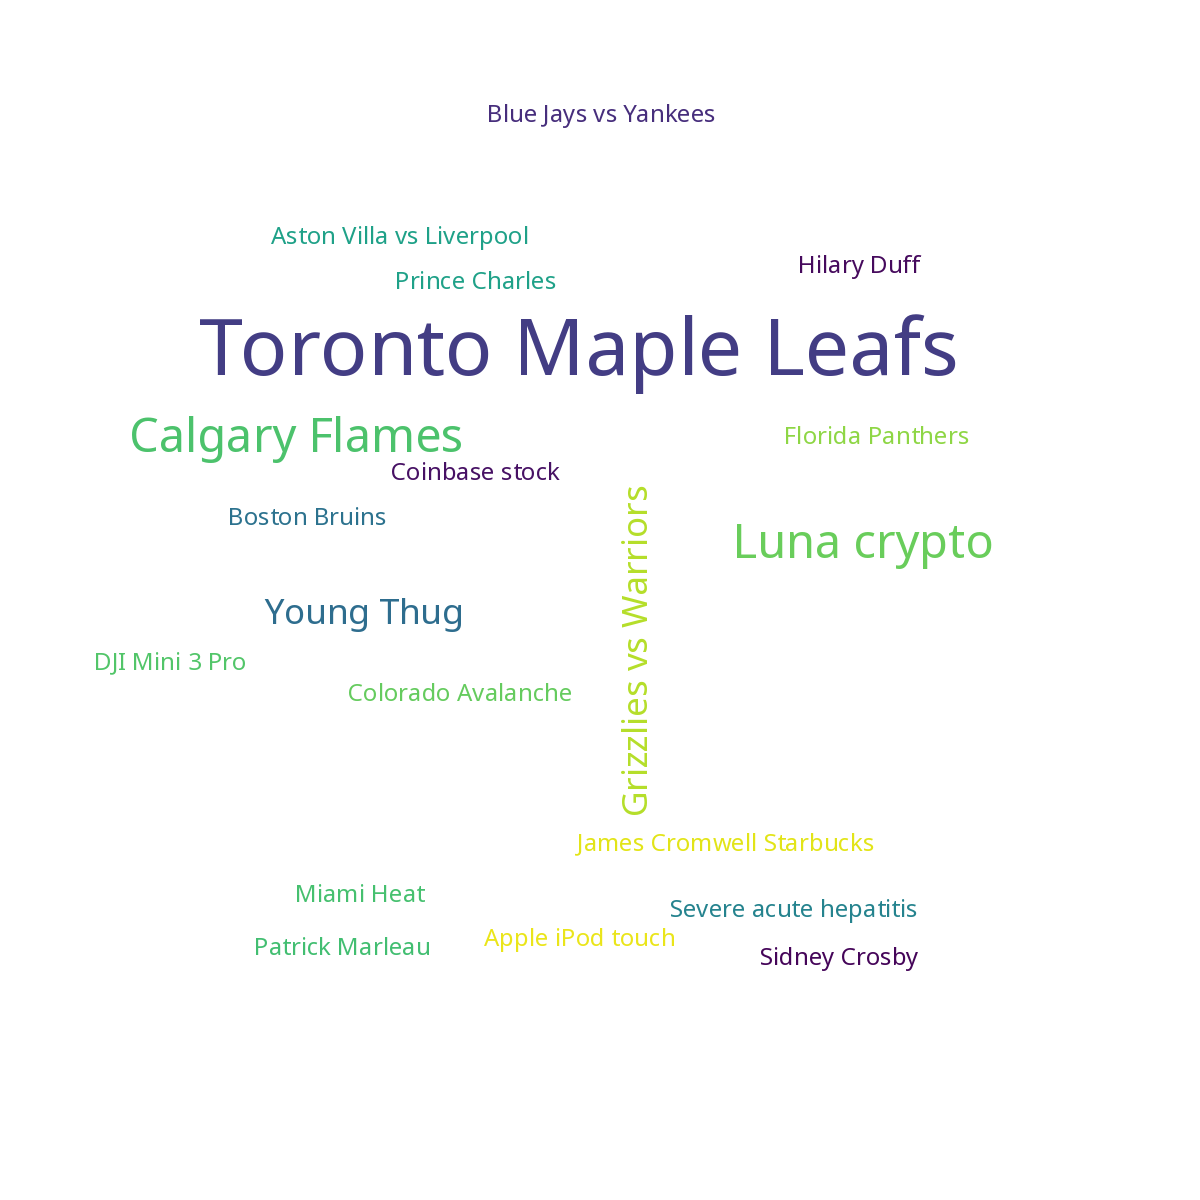 Blue Jays vs Yankees
Aston Villa vs Liverpool
Hilary Duff
Prince Charles
Toronto Maple Leafs
Calgary Flames
Florida Panthers
Coinbase stock
Boston Bruins
Luna crypto
Grizzlies vs Warriors
Young Thug
DJI Mini 3 Pro
Colorado Avalanche
James Cromwell Starbucks
Miami Heat
Severe acute hepatitis
Apple iPod touch
Patrick Marleau
Sidney Crosby